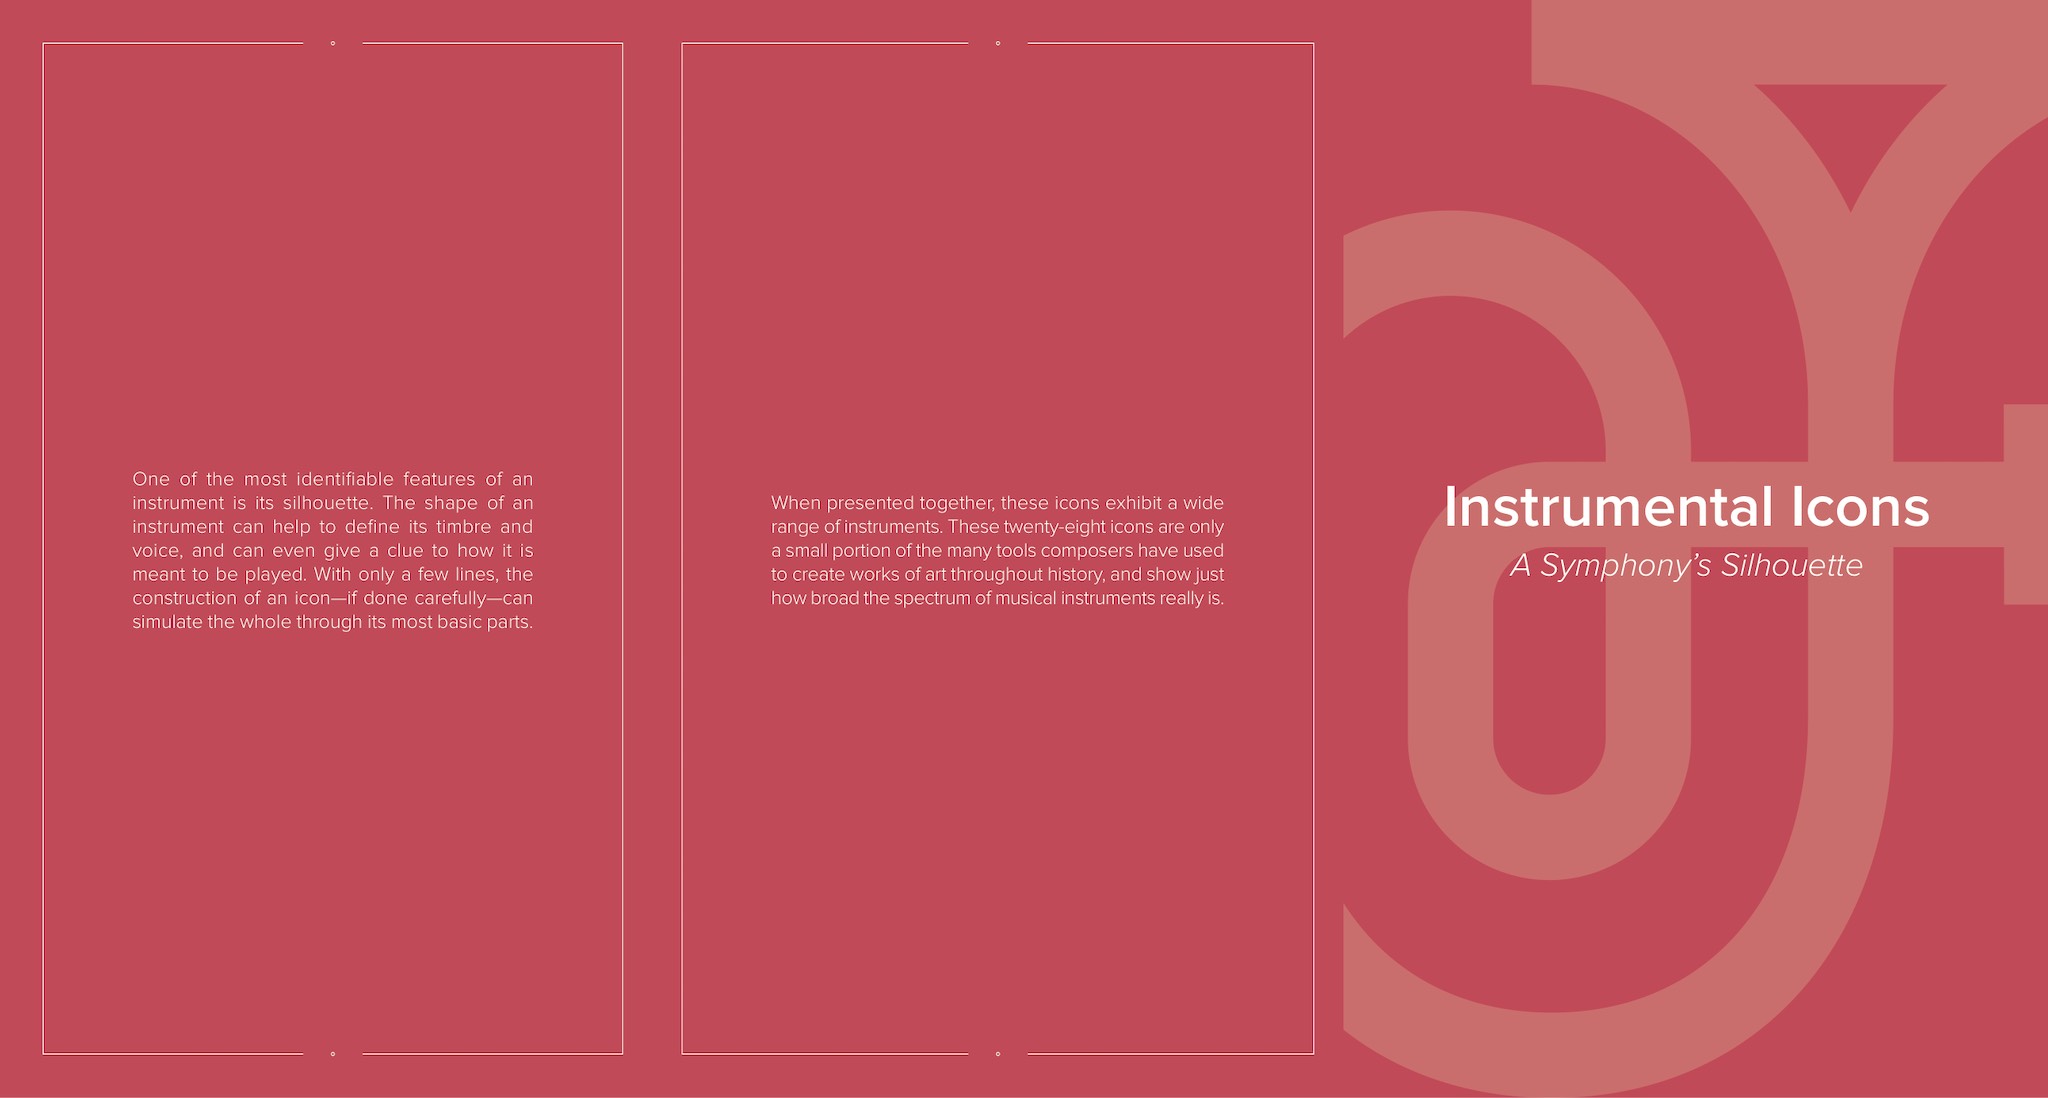 One of the most identifiable features of an
instrument is its silhouette. The shape of an
instrument can help to define its timbre and
voice, and can even give a clue to how it is
meant to be played. With only a few lines, the
construction of an icon—if done carefully—can
simulate the whole through its most basic parts.
When presented together, these icons exhibit a wide
range of instruments. These twenty-eight icons are only
a small portion of the many tools composers have used
to create works of art throughout history, and show just
how broad the spectrum of musical instruments really is.
Instrumental Icons
A Symphony’s Silhouette